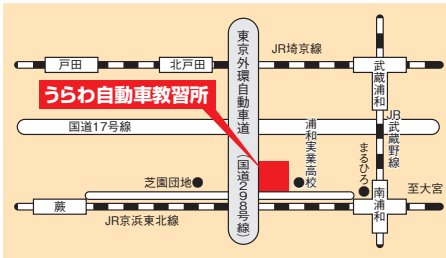 JR埼京線
戸田
北戸田
武蔵浦和
東京外環自動車道(国道298号線)
うらわ自動車教習所
国道17号線
JR武蔵野線
浦和実業高校
まるひろ
芝園団地
至大宮
蕨
南浦和
JR京浜東北線